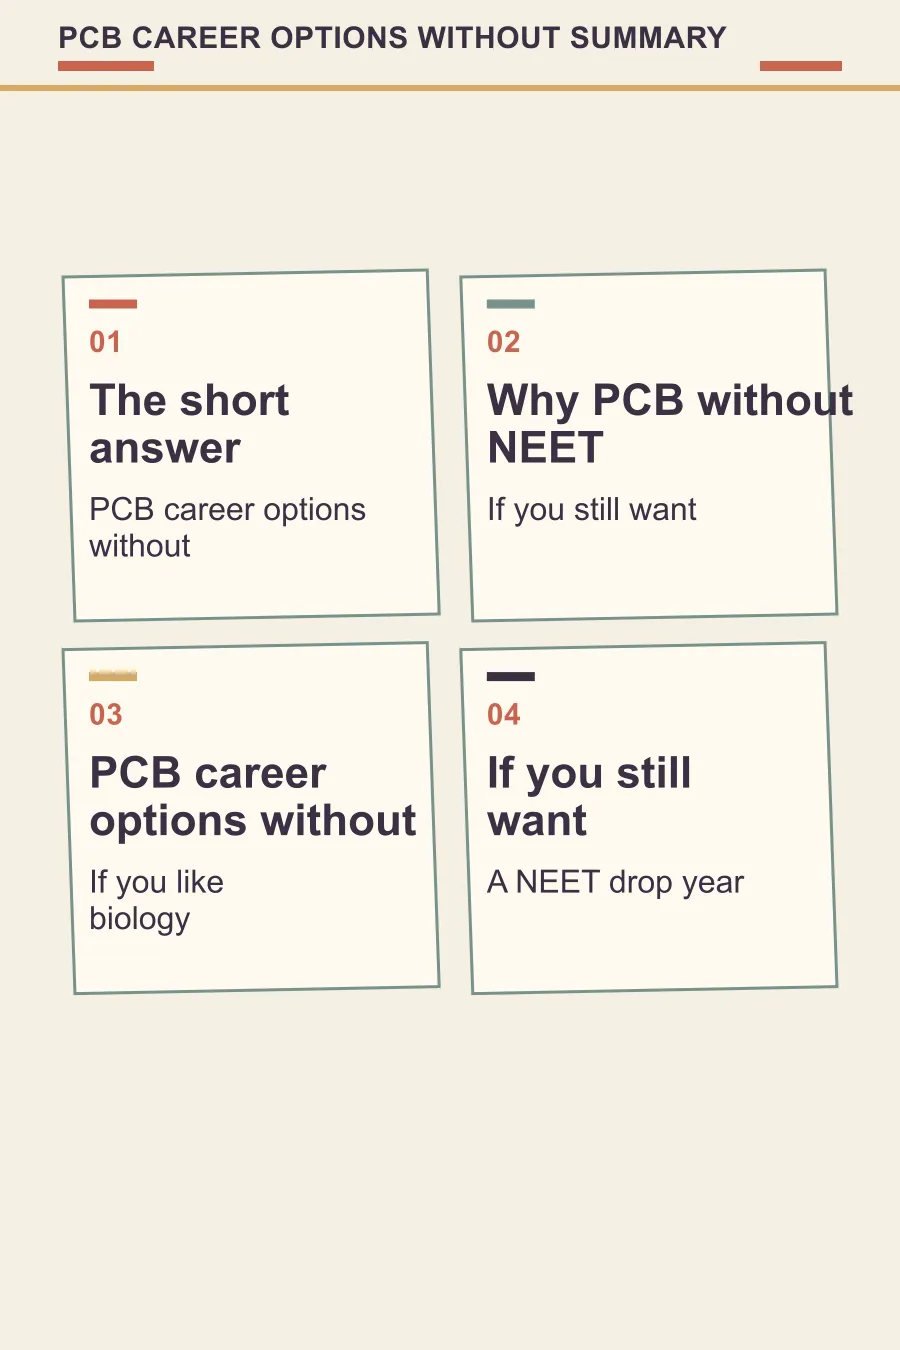 PCB CAREER OPTIONS WITHOUT SUMMARY
01
The short
answer
PCB career options
without
02
Why PCB without
NEET
If you still want
03
PCB career
options without
If you like
biology
04
If you still
want
A NEET drop year